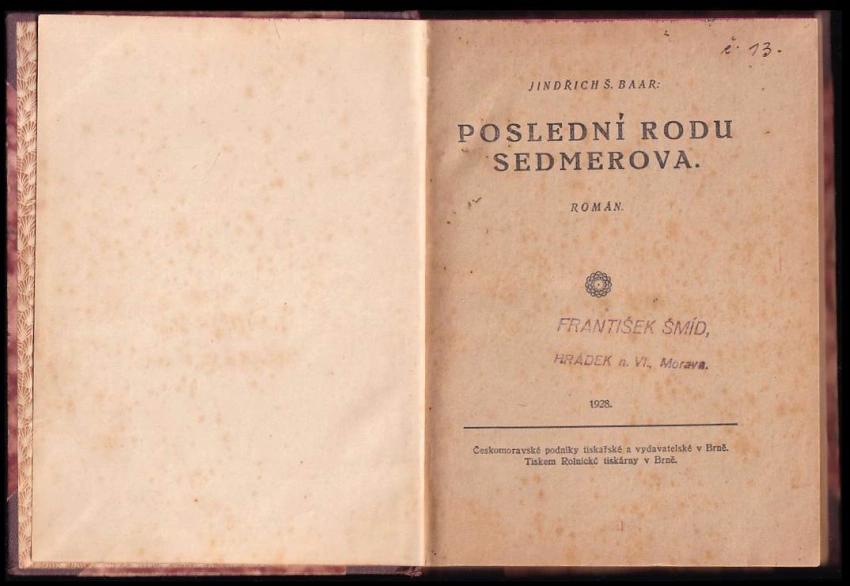 č. 13.
JINDŘICH Š. BAAR:
POSLEDNÍ RODU
SEDMEROVA.
ROMÁN.
FRANTIŠEK ŠMÍD,
HRÁDEK n. Vl., Morava.
1928.
Českomoravské podniky tiskařské a vydavatelské v Brně.
Tiskem Rolnické tiskárny v Brně.